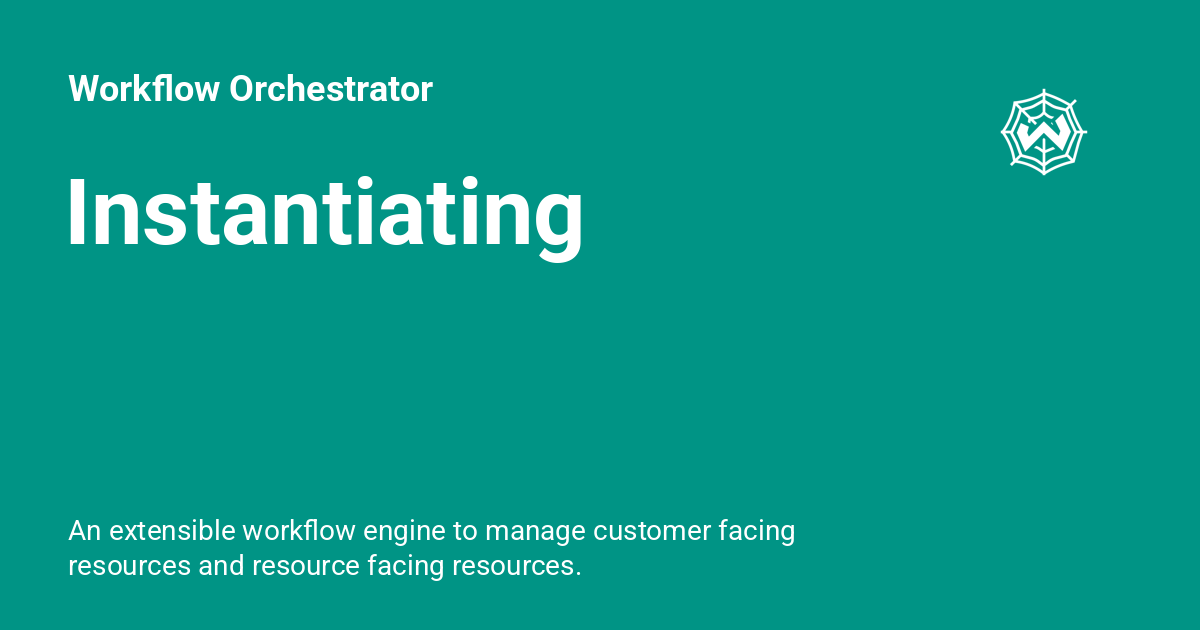 Workflow Orchestrator
W
Instantiating
An extensible workflow engine to manage customer facing
resources and resource facing resources.